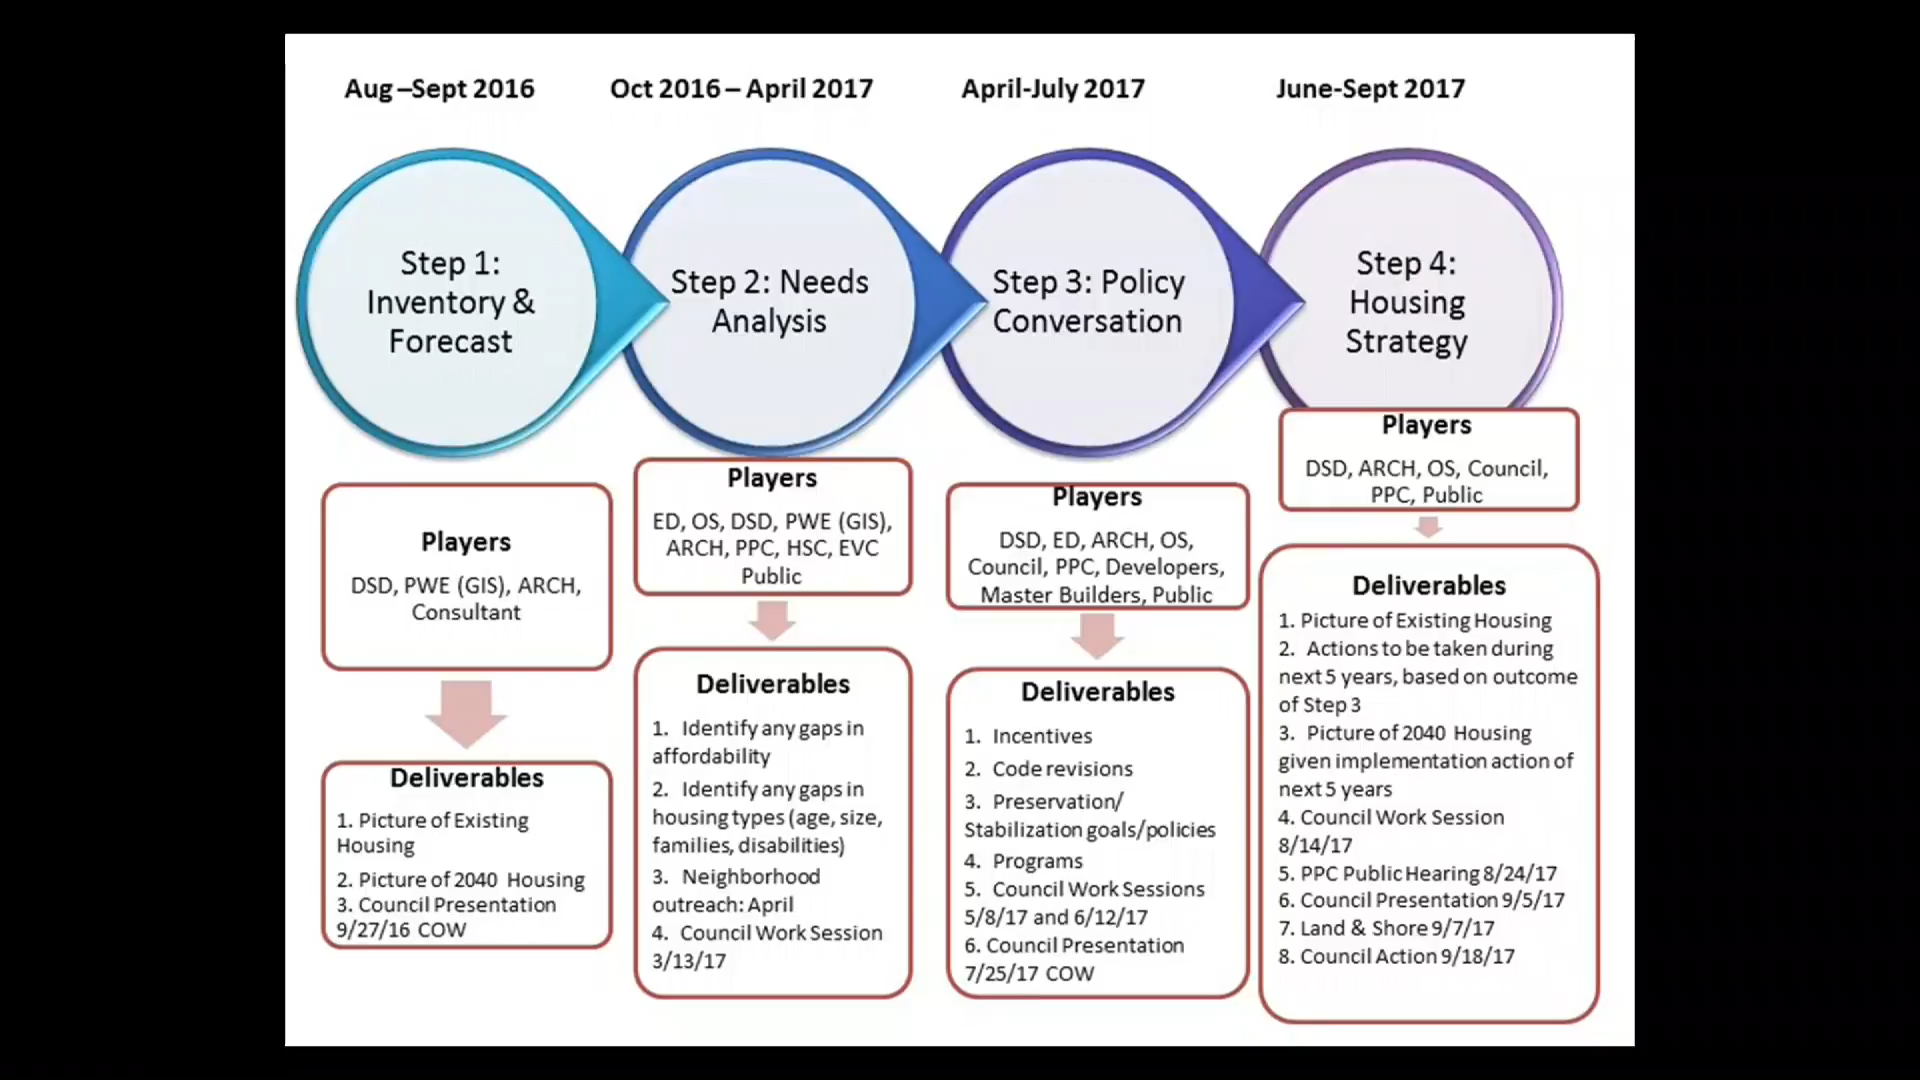 Aug –Sept 2016
Oct 2016 – April 2017
April-July 2017
June-Sept 2017
Step 1:
Inventory &
Forecast
Step 2: Needs
Analysis
Step 3: Policy
Conversation
Step 4:
Housing
Strategy
Players
DSD, PWE (GIS), ARCH,
Consultant
Deliverables
1. Picture of Existing
Housing
2. Picture of 2040 Housing
3. Council Presentation
9/27/16 COW
Players
ED, OS, DSD, PWE (GIS),
ARCH, PPC, HSC, EVC
Public
Deliverables
1. Identify any gaps in
affordability
2. Identify any gaps in
housing types (age, size,
families, disabilities)
3. Neighborhood
outreach: April
4. Council Work Session
3/13/17
Players
DSD, ED, ARCH, OS,
Council, PPC, Developers,
Master Builders, Public
Deliverables
1. Incentives
2. Code revisions
3. Preservation/
Stabilization goals/policies
4. Programs
5. Council Work Sessions
5/8/17 and 6/12/17
6. Council Presentation
7/25/17 COW
Players
DSD, ARCH, OS, Council,
PPC, Public
Deliverables
1. Picture of Existing Housing
2. Actions to be taken during
next 5 years, based on outcome
of Step 3
3. Picture of 2040 Housing
given implementation action of
next 5 years
4. Council Work Session
8/14/17
5. PPC Public Hearing 8/24/17
6. Council Presentation 9/5/17
7. Land & Shore 9/7/17
8. Council Action 9/18/17